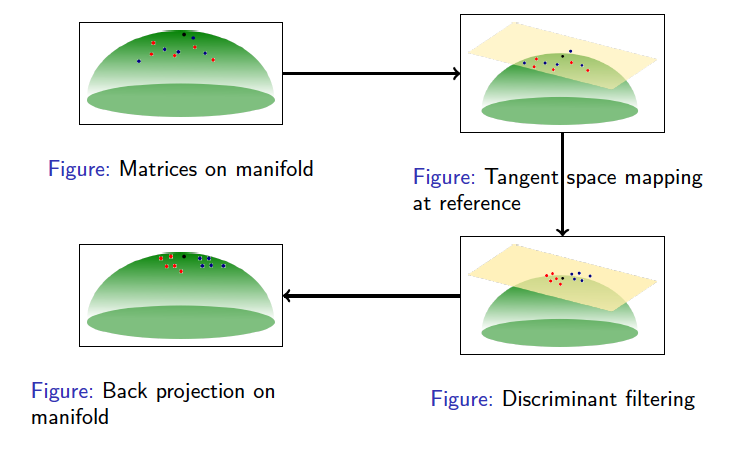 Figure: Matrices on manifold
Figure: Tangent space mapping
at reference
Figure: Back projection on
manifold
Figure: Discriminant filtering